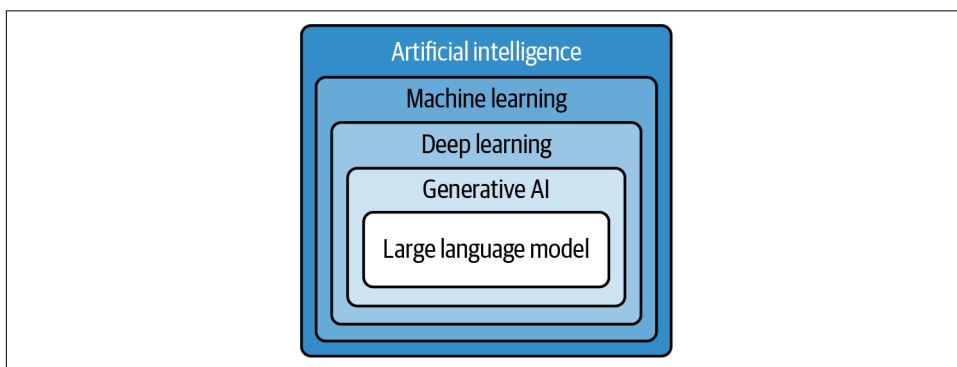 Artificial intelligence
Machine learning
Deep learning
Generative AI
Large language model